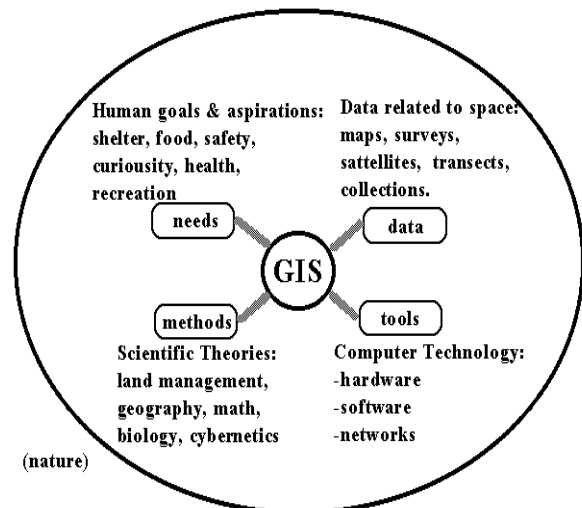 Human goals & aspirations:
shelter, food, safety,
curiousity, health,
recreation
needs
Data related to space:
maps, surveys,
sattellites, transects,
collections.
data
GIS
methods
Scientific Theories:
land management,
geography, math,
biology, cybernetics
tools
Computer Technology:
-hardware
-software
-networks
(nature)